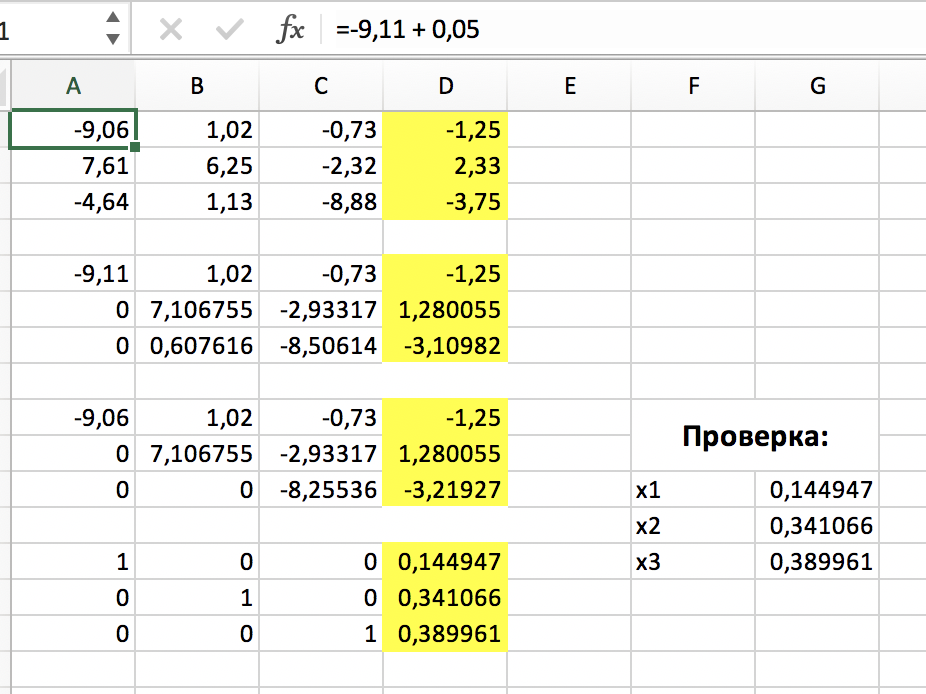 1 fx =-9,11 + 0,05
A B C D E F G
-9,06 1,02 -0,73 -1,25
7,61 6,25 -2,32 2,33
-4,64 1,13 -8,88 -3,75
-9,11 1,02 -0,73 -1,25
0 7,106755 -2,93317 1,280055
0 0,607616 -8,50614 -3,10982
-9,06 1,02 -0,73 -1,25
Проверка:
0 7,106755 -2,93317 1,280055
0 0 -8,25536 -3,21927 x1 0,144947
x2 0,341066
1 0 0 0,144947 x3 0,389961
0 1 0 0,341066
0 0 1 0,389961